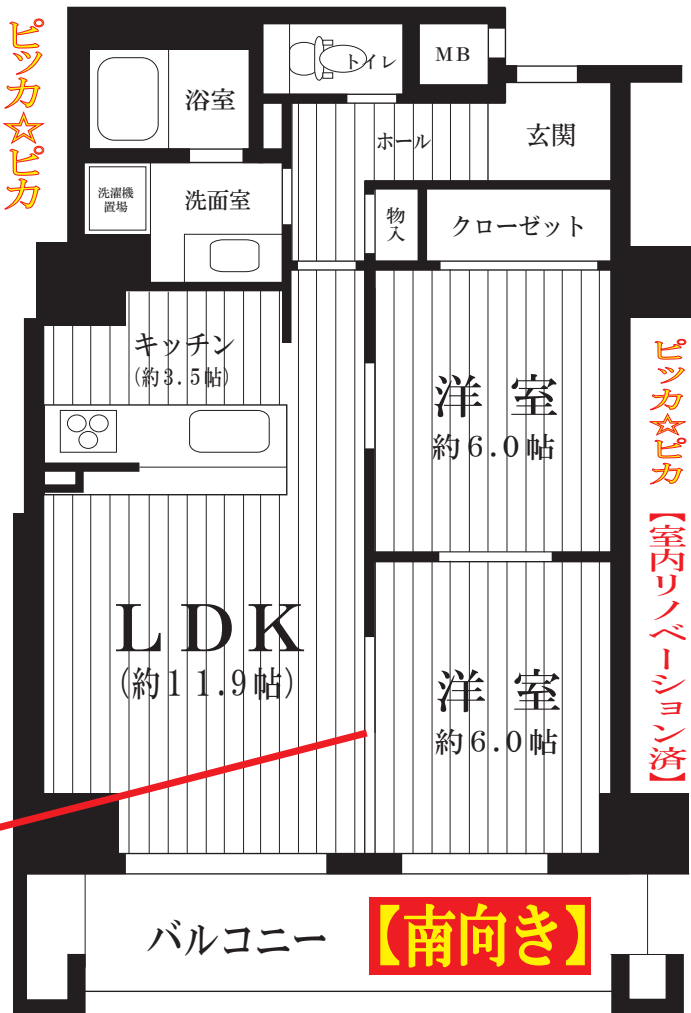 ピッカ☆ピカ
トイレ
MB
浴室
ホール
玄関
洗濯機
置場
洗面室
物入
クローゼット
キッチン
(約3.5帖)
洋室
約6.0帖
ピッカ☆ピカ
【室内リノベーション済】
LDK
(約11.9帖)
洋室
約6.0帖
バルコニー
【南向き】